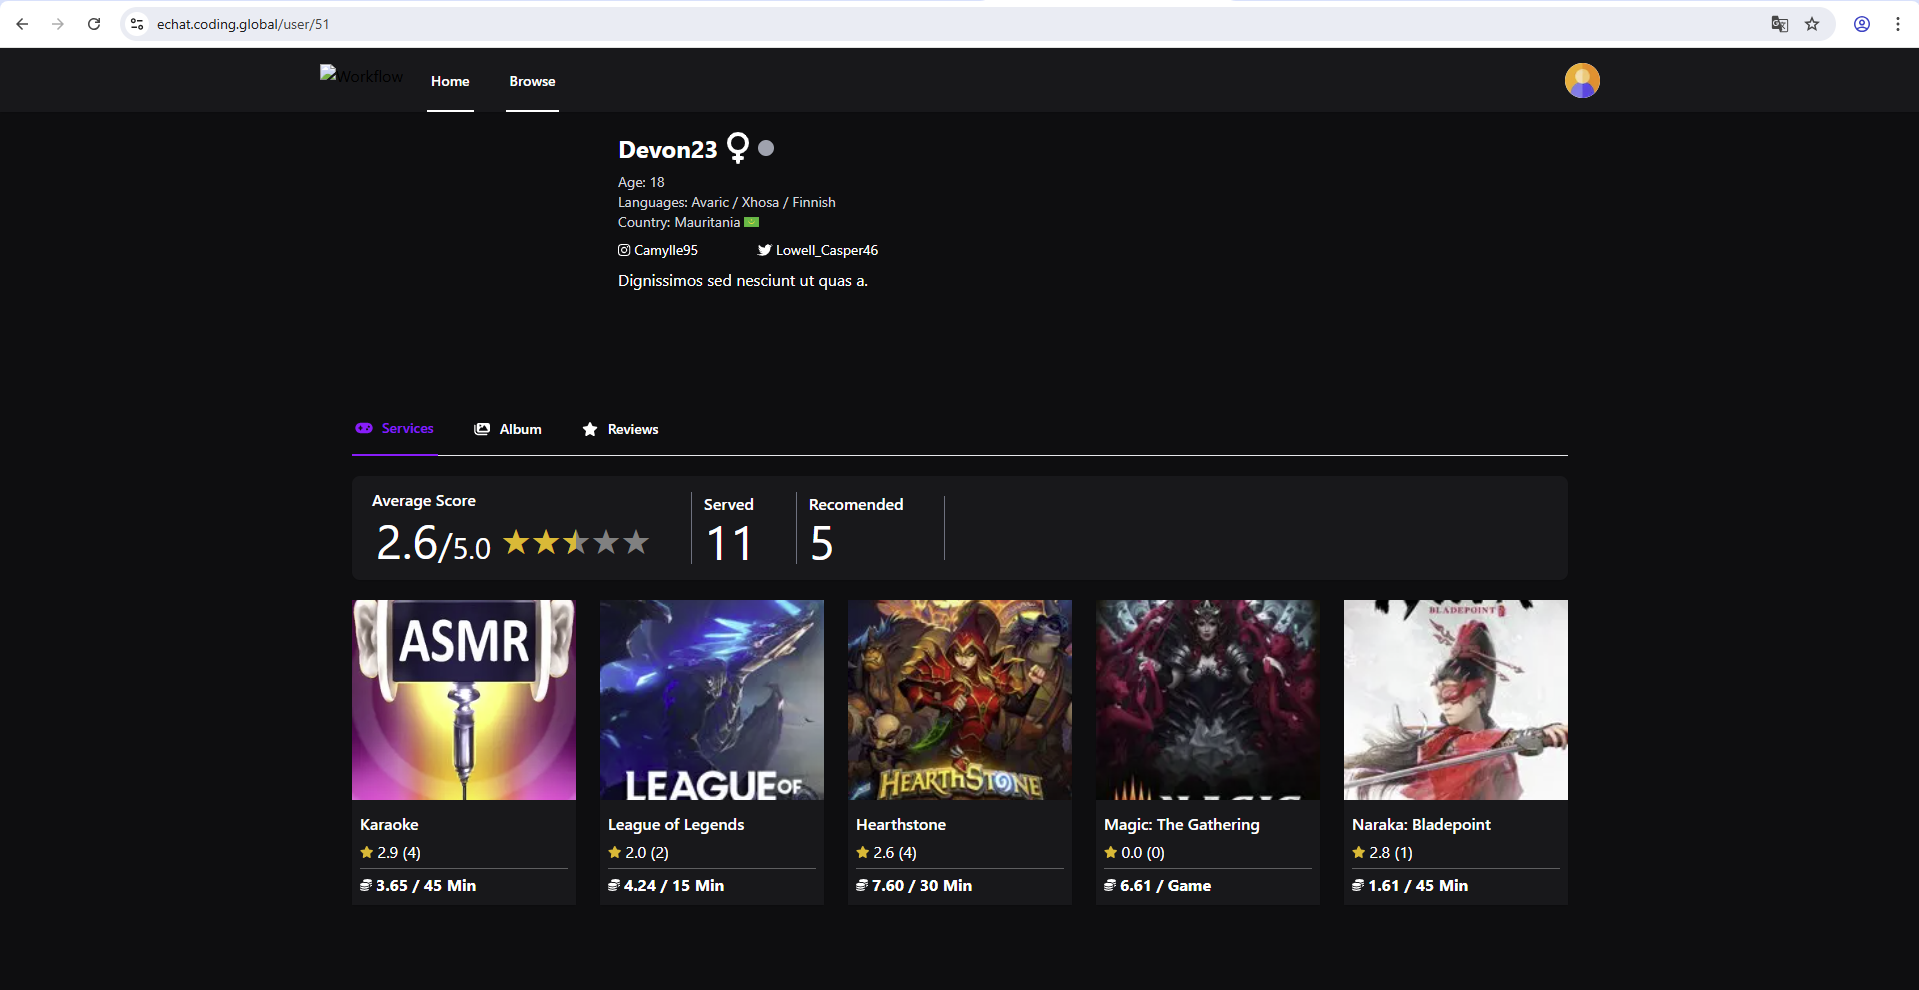 echat.coding.global/user/51
Workflow
Home
Browse
Devon23
Age: 18
Languages: Avaric / Xhosa / Finnish
Country: Mauritania
Camylle95
Lowell_Casper46
Dignissimos sed nesciunt ut quas a.
Services
Album
Reviews
Average Score
2.6/5.0
Served
11
Recomended
5
ASMR
LEAGUE OF
HEARTHSTONE
MAGIC
BLADEPOINT
Karaoke
2.9 (4)
3.65 / 45 Min
League of Legends
2.0 (2)
4.24 / 15 Min
Hearthstone
2.6 (4)
7.60 / 30 Min
Magic: The Gathering
0.0 (0)
6.61 / Game
Naraka: Bladepoint
2.8 (1)
1.61 / 45 Min